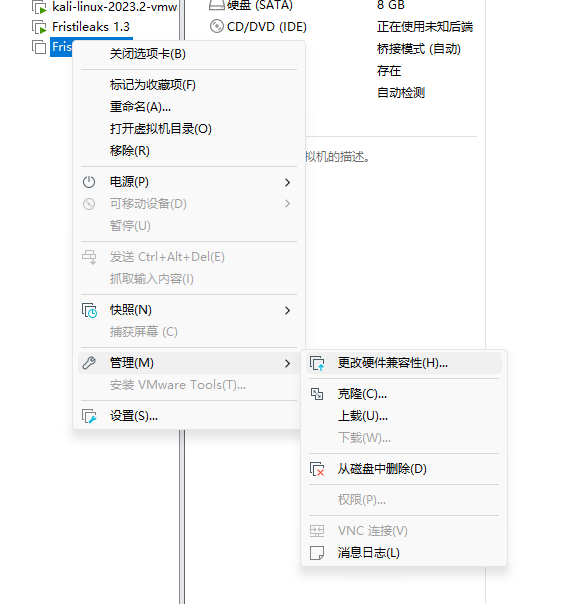 kali-linux-2023.2-vmw
Fristileaks 1.3
Fris
硬盘 (SATA)
8 GB
CD/DVD (IDE)
正在使用未知后端
桥接模式 (自动)
存在
自动检测
拟机的描述。
关闭选项卡(B)
标记为收藏项(F)
重命名(A)...
打开虚拟机目录(O)
移除(R)
电源(P)
可移动设备(D)
暂停(U)
发送 Ctrl+Alt+Del(E)
抓取输入内容(I)
快照(N)
捕获屏幕 (C)
管理(M)
安装 VMware Tools(T)...
设置(S)...
更改硬件兼容性(H)...
克隆(C)...
上载(U)...
下载(W)...
从磁盘中删除(D)
权限(P)...
VNC 连接(V)
消息日志(L)